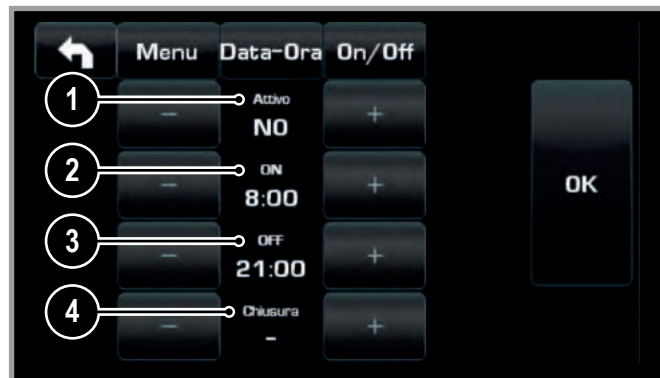 Menu Data-Ora On/Off
1 Attivo
- NO +
2 ON
- 8:00 +
OK
3 OFF
- 21:00 +
4 Chiusura
- - +